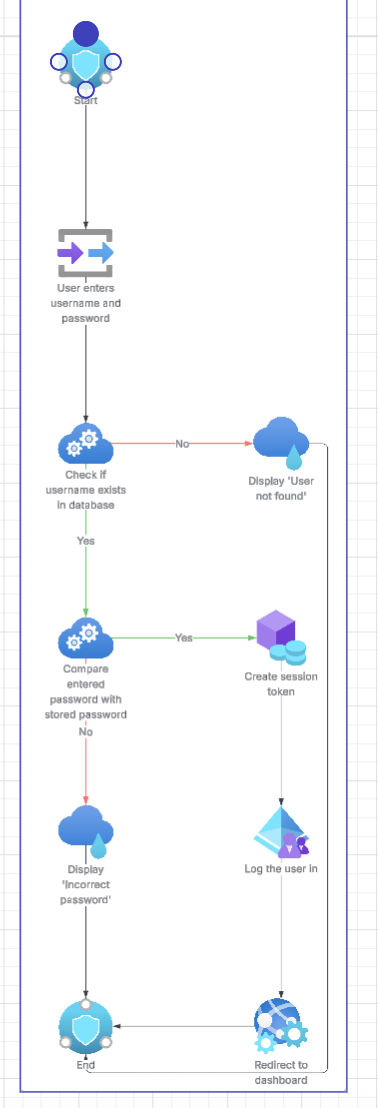 Start
User enters
username and
password
No
Check if
username exists
in database
Display 'User
not found'
Yes
Yes
Compare
entered
password with
stored password
Create session
token
No
Display
'Incorrect
password'
Log the user in
End
Redirect to
dashboard